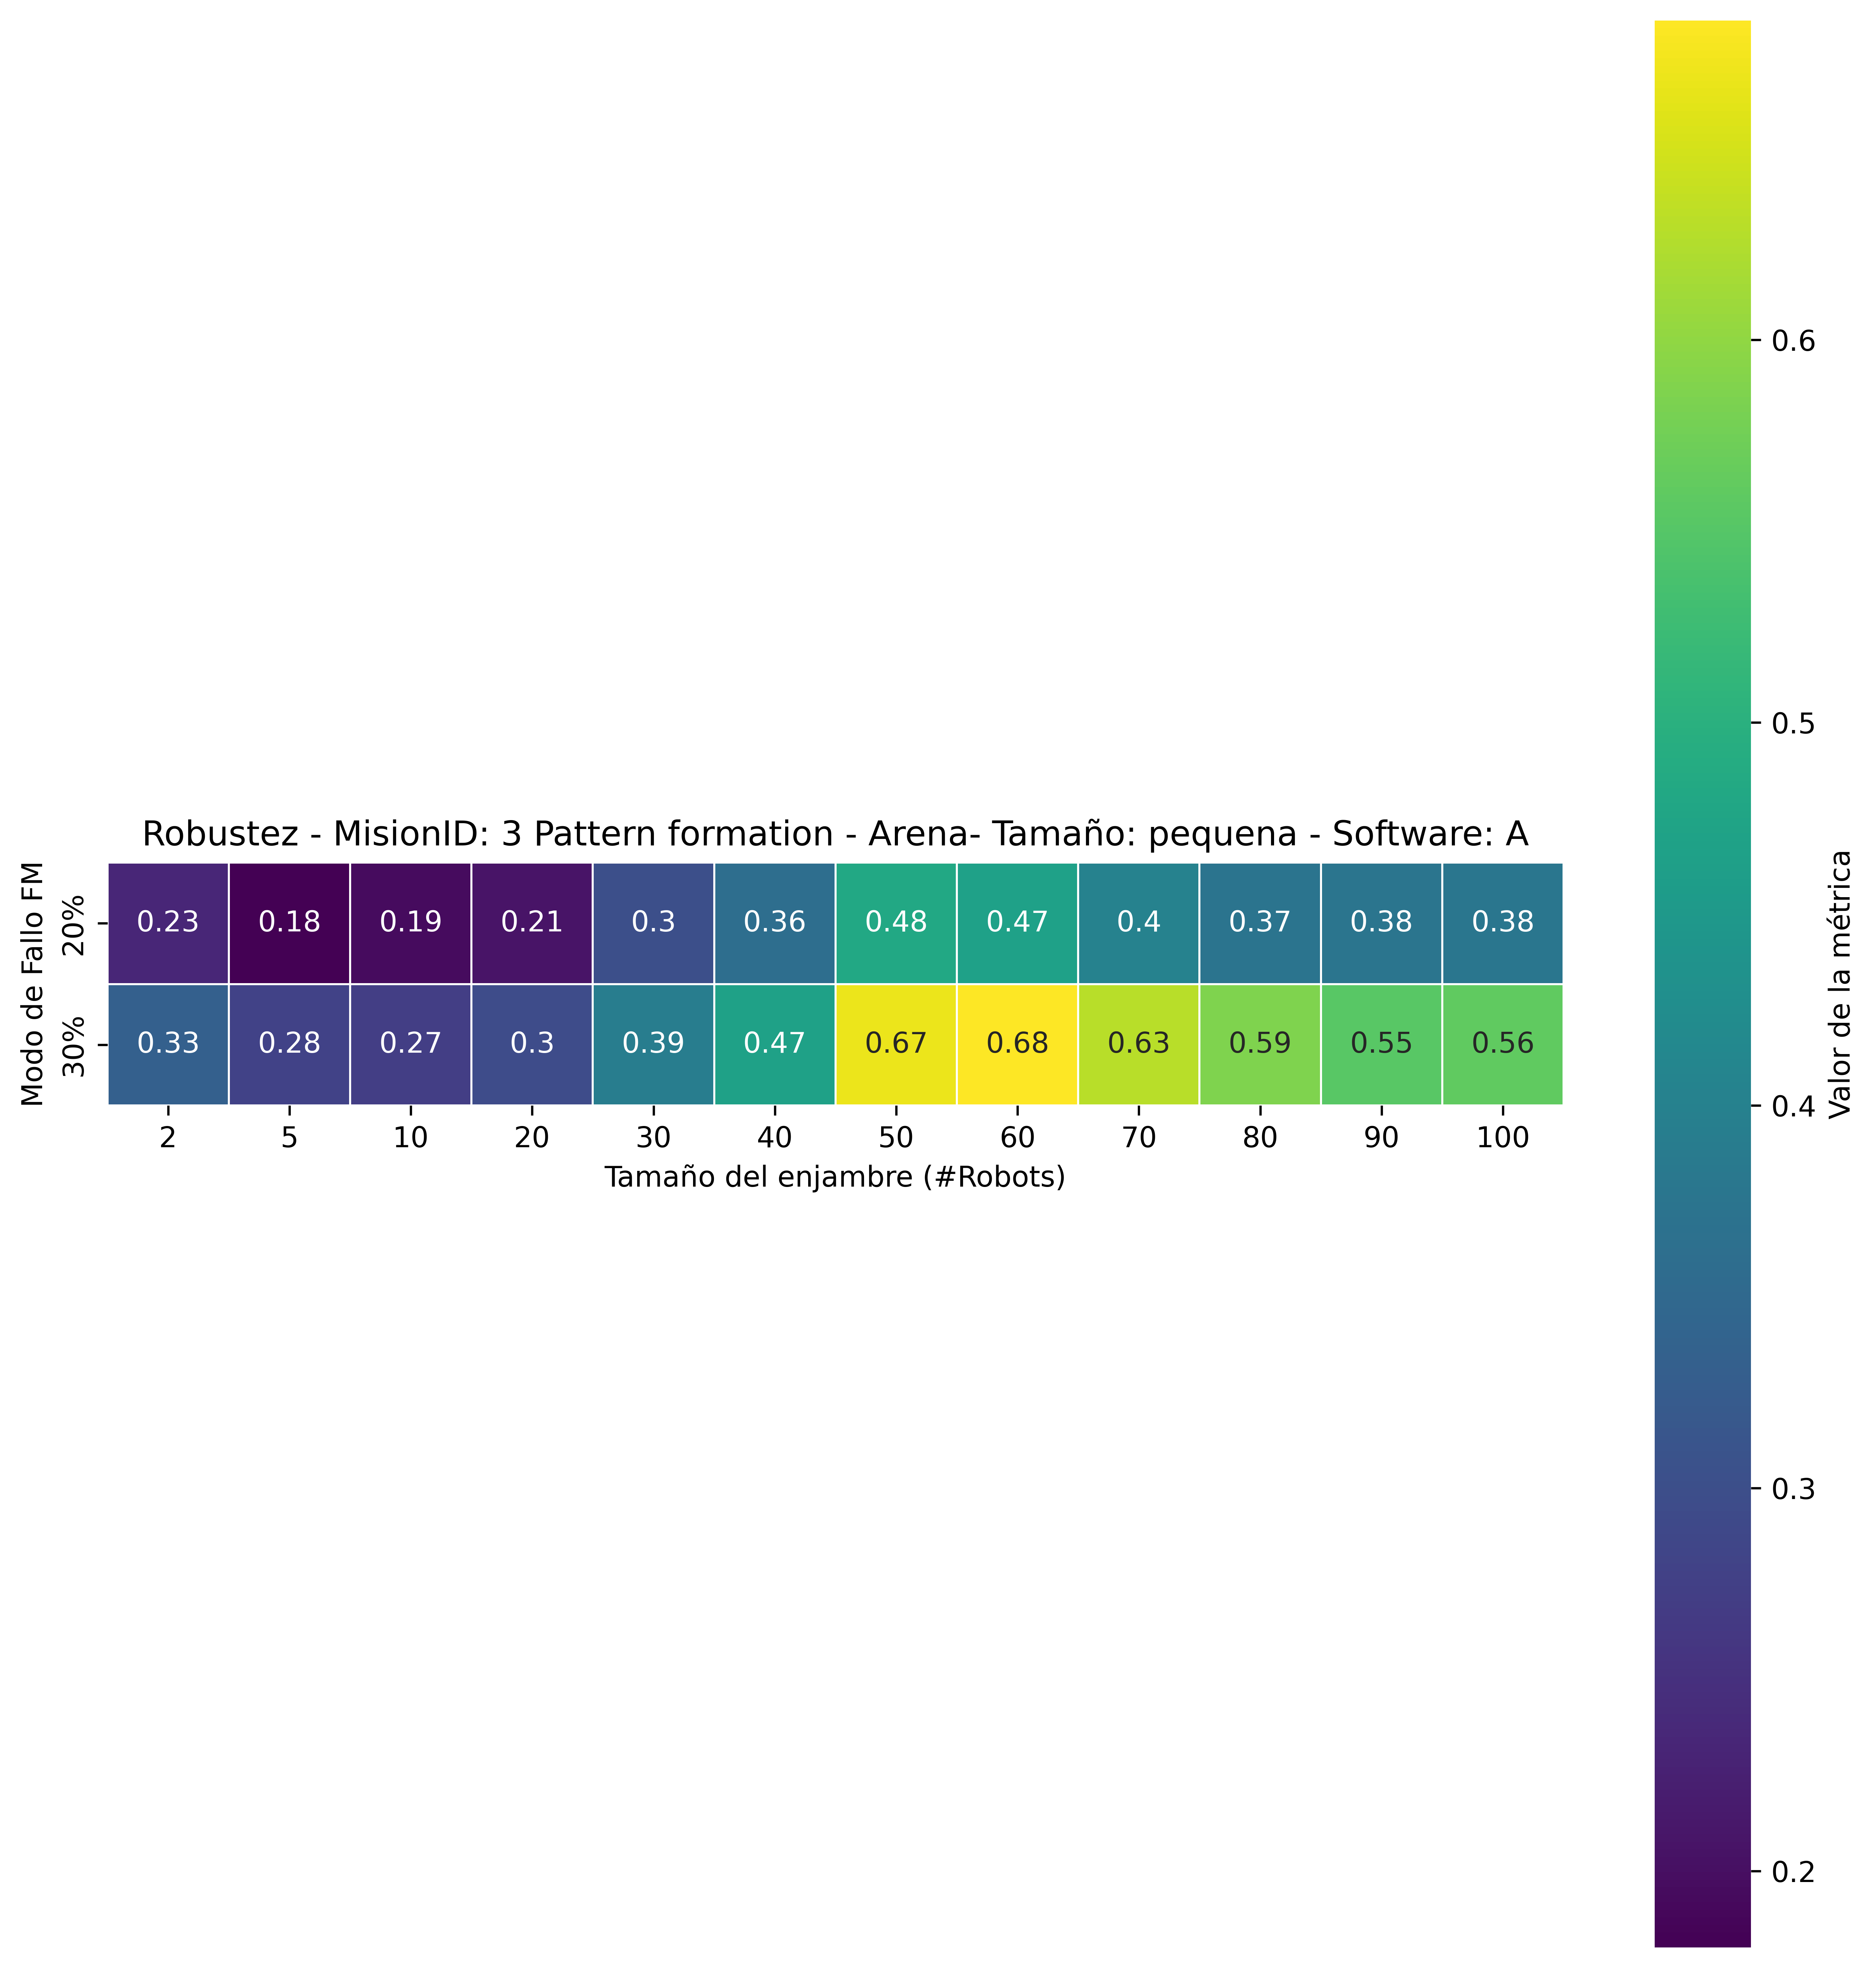 Robustez - MisionID: 3 Pattern formation - Arena- Tamaño: pequena - Software: A
Modo de Fallo FM
20%
0.23 0.18 0.19 0.21 0.3 0.36 0.48 0.47 0.4 0.37 0.38 0.38
30%
0.33 0.28 0.27 0.3 0.39 0.47 0.67 0.68 0.63 0.59 0.55 0.56
2 5 10 20 30 40 50 60 70 80 90 100
Tamaño del enjambre (#Robots)
0.6
0.5
0.4
0.3
0.2
Valor de la métrica